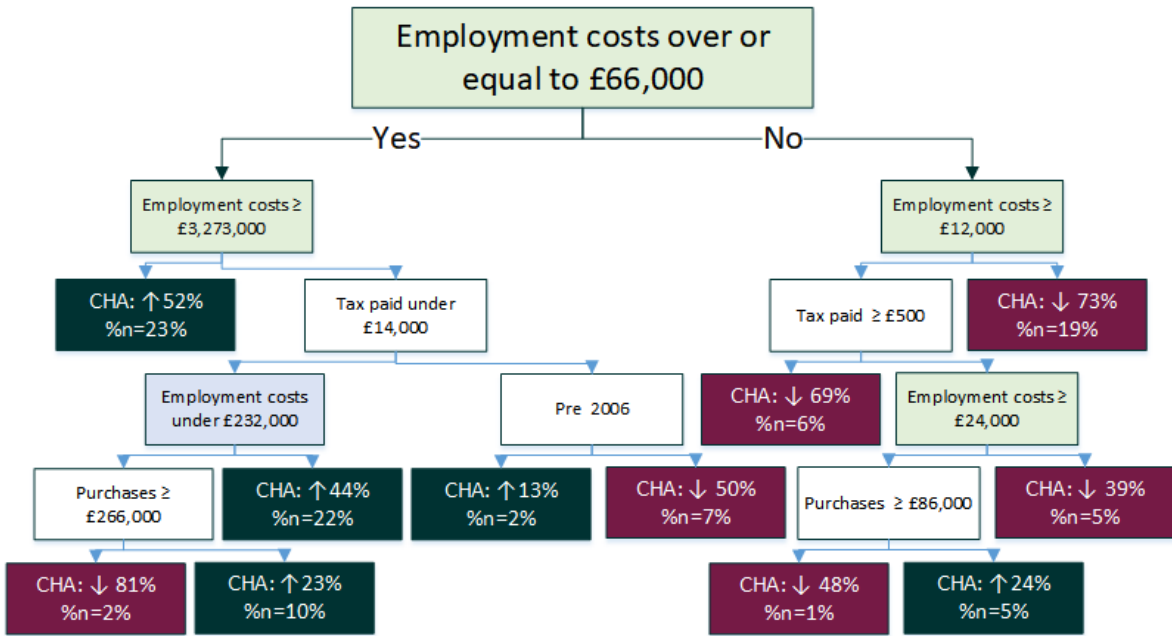 Employment costs over or
equal to £66,000
Yes
No
Employment costs ≥
£3,273,000
Employment costs ≥
£12,000
CHA: ↑ 52%
%n=23%
Tax paid under
£14,000
Tax paid ≥ £500
CHA: ↓ 73%
%n=19%
Employment costs
under £232,000
Pre 2006
CHA: ↓ 69%
%n=6%
Employment costs ≥
£24,000
Purchases ≥
£266,000
CHA: ↑ 44%
%n=22%
CHA: ↑ 13%
%n=2%
CHA: ↓ 50%
%n=7%
Purchases ≥ £86,000
CHA: ↓ 39%
%n=5%
CHA: ↓ 81%
%n=2%
CHA: ↑ 23%
%n=10%
CHA: ↓ 48%
%n=1%
CHA: ↑ 24%
%n=5%